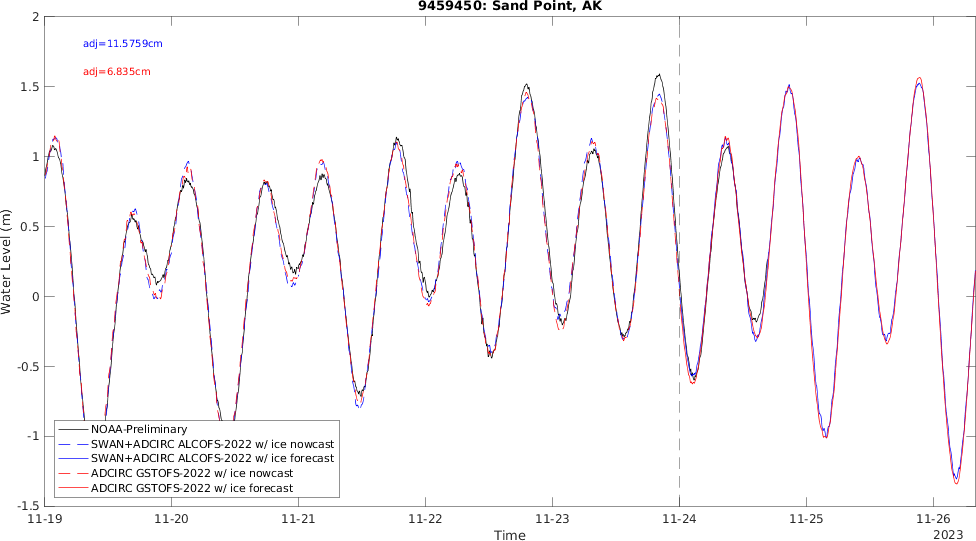 9459450: Sand Point, AK
adj=11.5759cm
adj=6.835cm
Water Level (m)
2
1.5
1
0.5
0
-0.5
-1
-1.5
NOAA-Preliminary
SWAN+ADCIRC ALCOFS-2022 w/ ice nowcast
SWAN+ADCIRC ALCOFS-2022 w/ ice forecast
ADCIRC GSTOFS-2022 w/ ice nowcast
ADCIRC GSTOFS-2022 w/ ice forecast
11-19 11-20 11-21 11-22 11-23 11-24 11-25 11-26
Time
2023